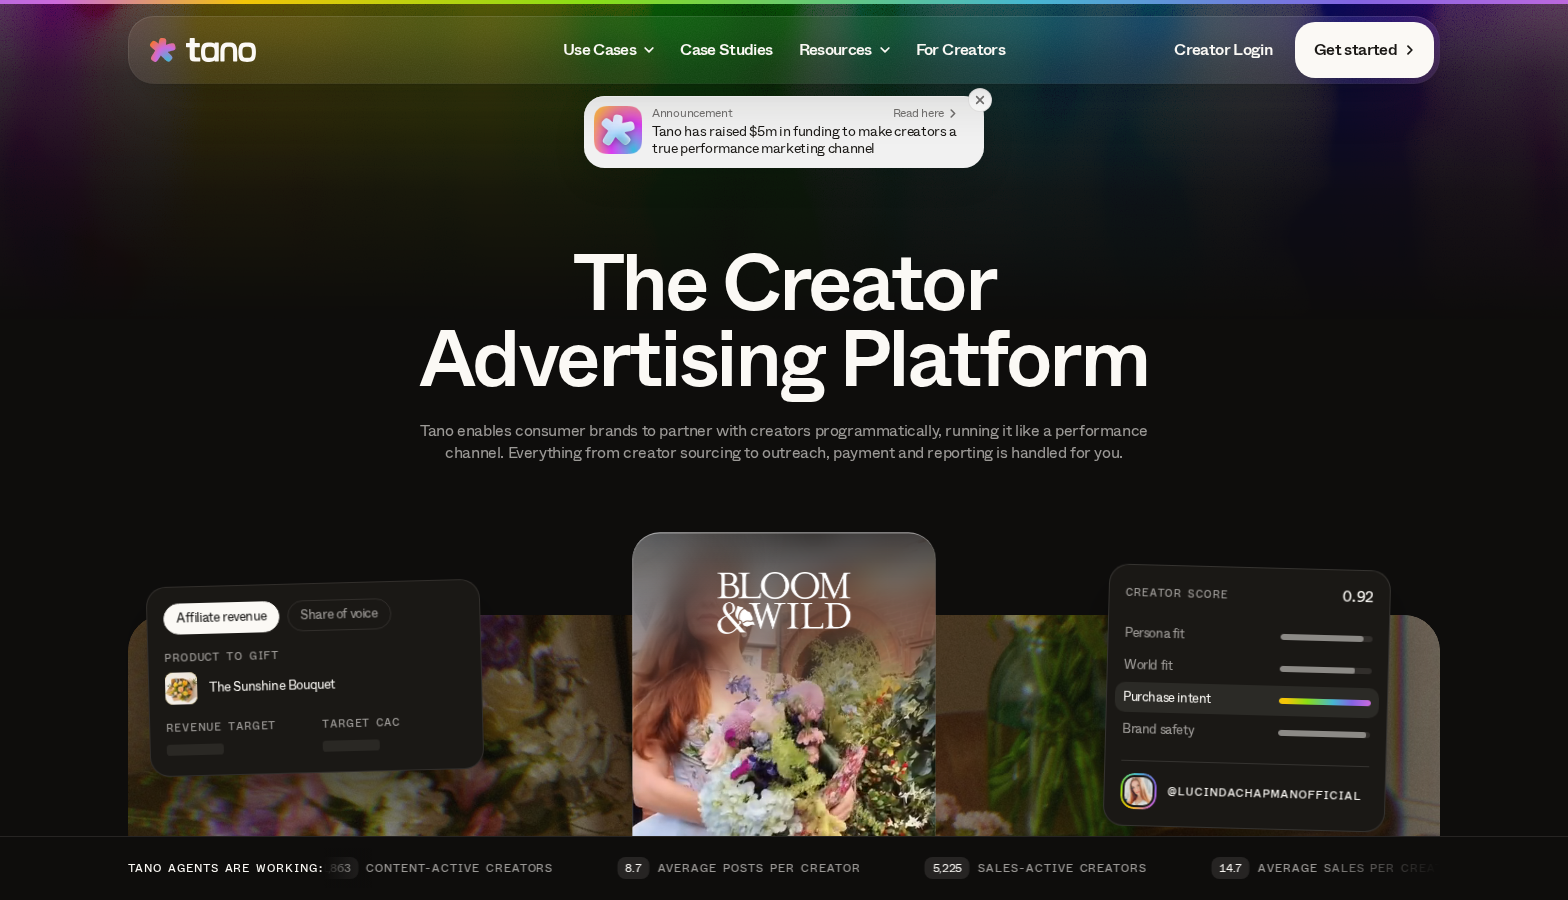 tano
Use Cases
Case Studies
Resources
For Creators
Creator Login
Get started
Announcement
Read here
Tano has raised $5m in funding to make creators a
true performance marketing channel
The Creator
Advertising Platform
Tano enables consumer brands to partner with creators programmatically, running it like a performance
channel. Everything from creator sourcing to outreach, payment and reporting is handled for you.
Affiliate revenue
Share of voice
PRODUCT TO GIFT
The Sunshine Bouquet
REVENUE TARGET
TARGET CAC
BLOOM
&WILD
CREATOR SCORE
0.92
Persona fit
World fit
Purchase intent
Brand safety
@LUCINDACHAPMANOFFICIAL
TANO AGENTS ARE WORKING:
863 CONTENT-ACTIVE CREATORS
8.7 AVERAGE POSTS PER CREATOR
5,225 SALES-ACTIVE CREATORS
14.7 AVERAGE SALES PER CREA